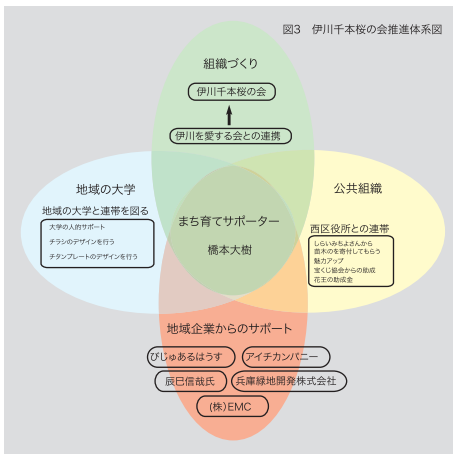 図3　伊川千本桜の会推進体系図
組織づくり
伊川千本桜の会
伊川を愛する会との連携
地域の大学
地域の大学と連帯を図る
大学の人的サポート
チラシのデザインを行う
チタンプレートのデザインを行う
まち育てサポーター
橋本大樹
公共組織
西区役所との連帯
しらいみちよさんから
苗木のを寄付してもらう
魅力アップ
宝くじ協会からの助成
花王の助成金
地域企業からのサポート
びじゅあるはうす
アイチカンパニー
辰巳信哉氏
兵庫緑地開発株式会社
(株)EMC